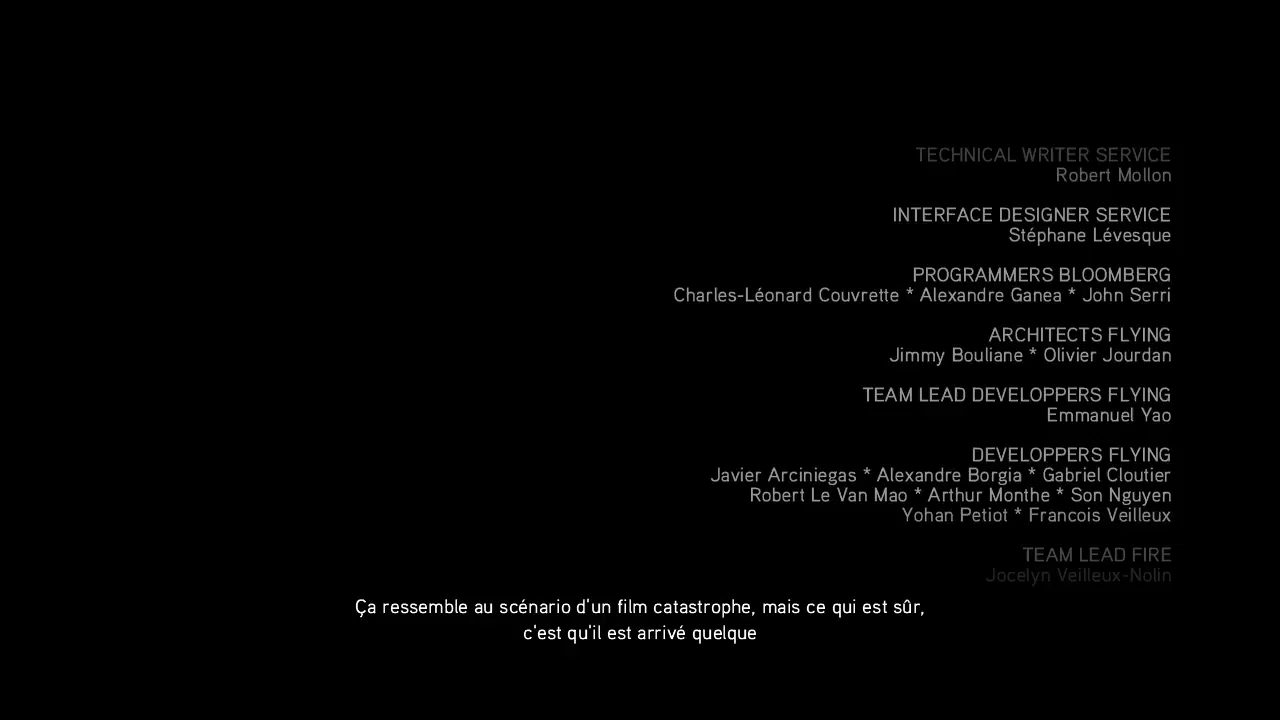 TECHNICAL WRITER SERVICE
Robert Mollon
INTERFACE DESIGNER SERVICE
Stéphane Lévesque
PROGRAMMERS BLOOMBERG
Charles-Léonard Couvrette * Alexandre Ganea * John Serri
ARCHITECTS FLYING
Jimmy Bouliane * Olivier Jourdan
TEAM LEAD DEVELOPPERS FLYING
Emmanuel Yao
DEVELOPPERS FLYING
Javier Arciniegas * Alexandre Borgia * Gabriel Cloutier
Robert Le Van Mao * Arthur Monthe * Son Nguyen
Yohan Petiot * Francois Veilleux
TEAM LEAD FIRE
Jocelyn Veilleux-Nolin
Ça ressemble au scénario d'un film catastrophe, mais ce qui est sûr,
c'est qu'il est arrivé quelque